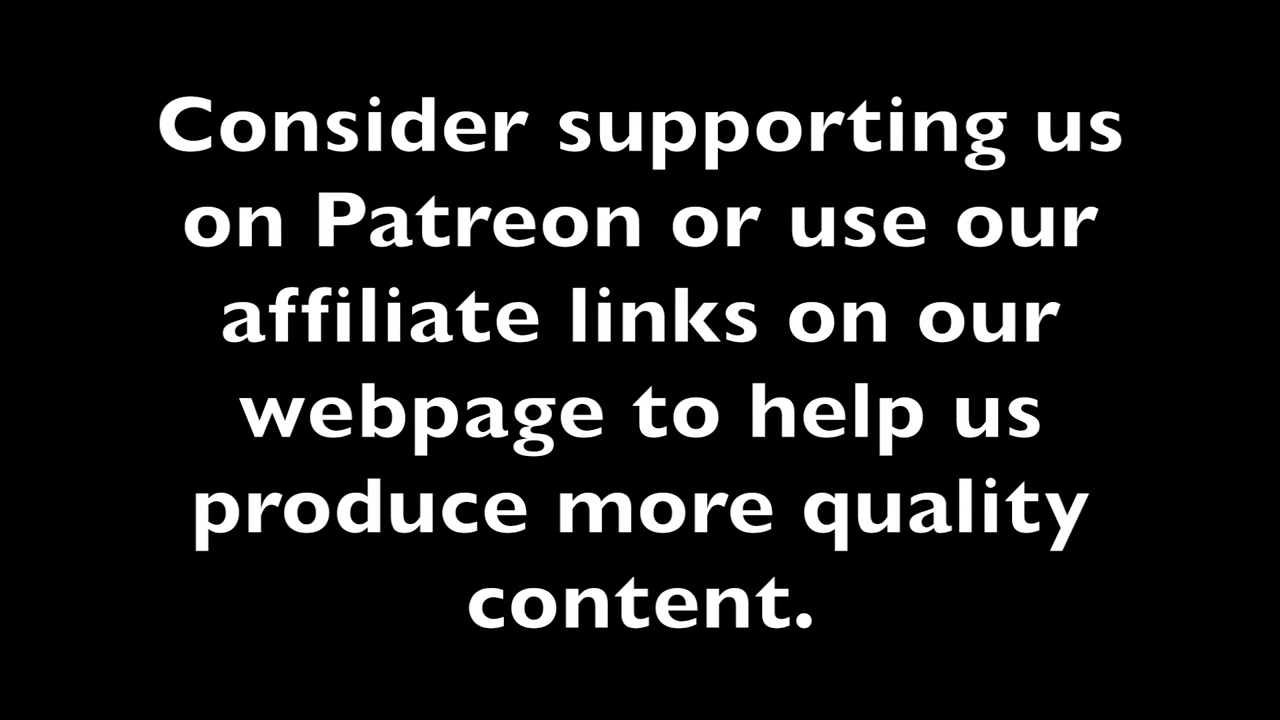 Consider supporting us
on Patreon or use our
affiliate links on our
webpage to help us
produce more quality
content.